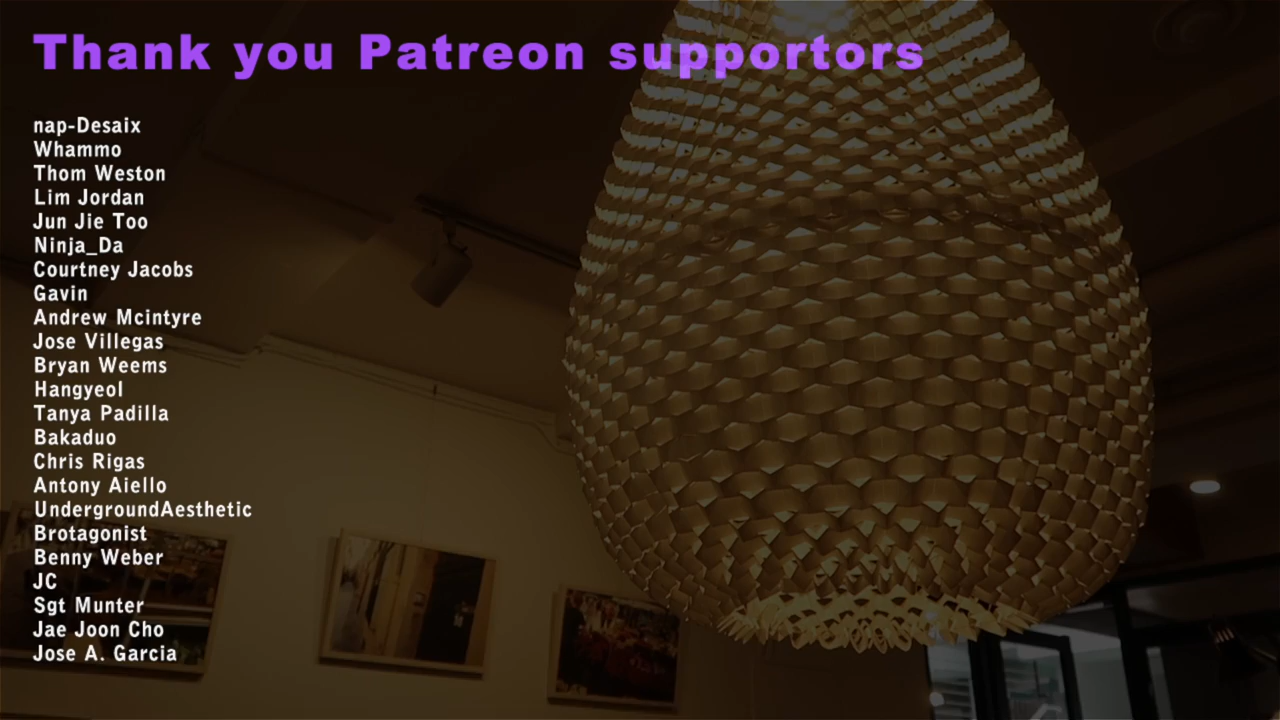 Thank you Patreon supportors
nap-Desaix
Whammo
Thom Weston
Lim Jordan
Jun Jie Too
Ninja_Da
Courtney Jacobs
Gavin
Andrew Mcintyre
Jose Villegas
Bryan Weems
Hangyeol
Tanya Padilla
Bakaduo
Chris Rigas
Antony Aiello
UndergroundAesthetic
Brotagonist
Benny Weber
JC
Sgt Munter
Jae Joon Cho
Jose A. Garcia